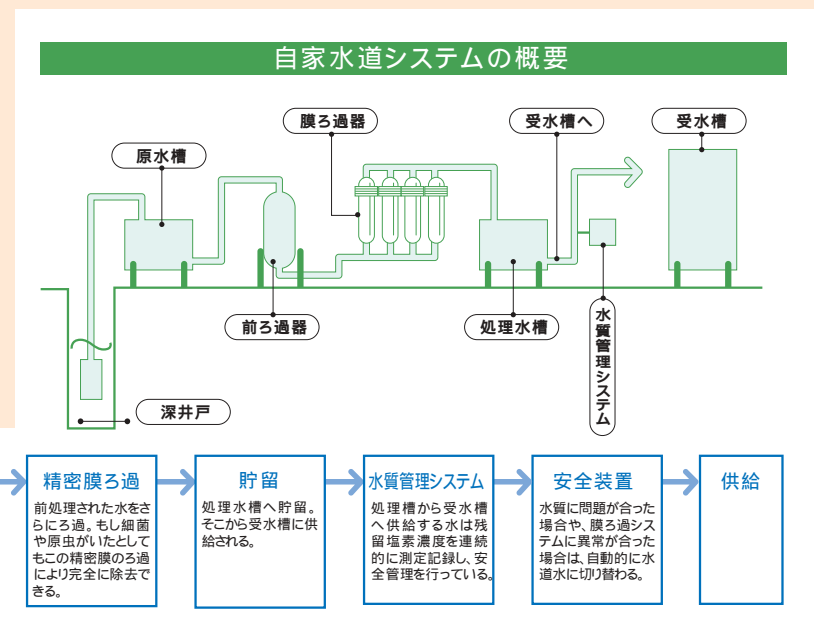 自家水道システムの概要
膜ろ過器
受水槽へ
受水槽
原水槽
前ろ過器
処理水槽
水質管理システム
深井戸
精密膜ろ過
前処理された水をさ
らにろ過。もし細菌
や原虫がいたとして
もこの精密膜のろ過
により完全に除去で
きる。
貯留
処理水槽へ貯留。
そこから受水槽に供
給される。
水質管理システム
処理槽から受水槽
へ供給する水は残
留塩素濃度を連続
的に測定記録し、安
全管理を行っている。
安全装置
水質に問題が合った
場合や、膜ろ過シス
テムに異常が合った
場合は、自動的に水
道水に切り替わる。
供給